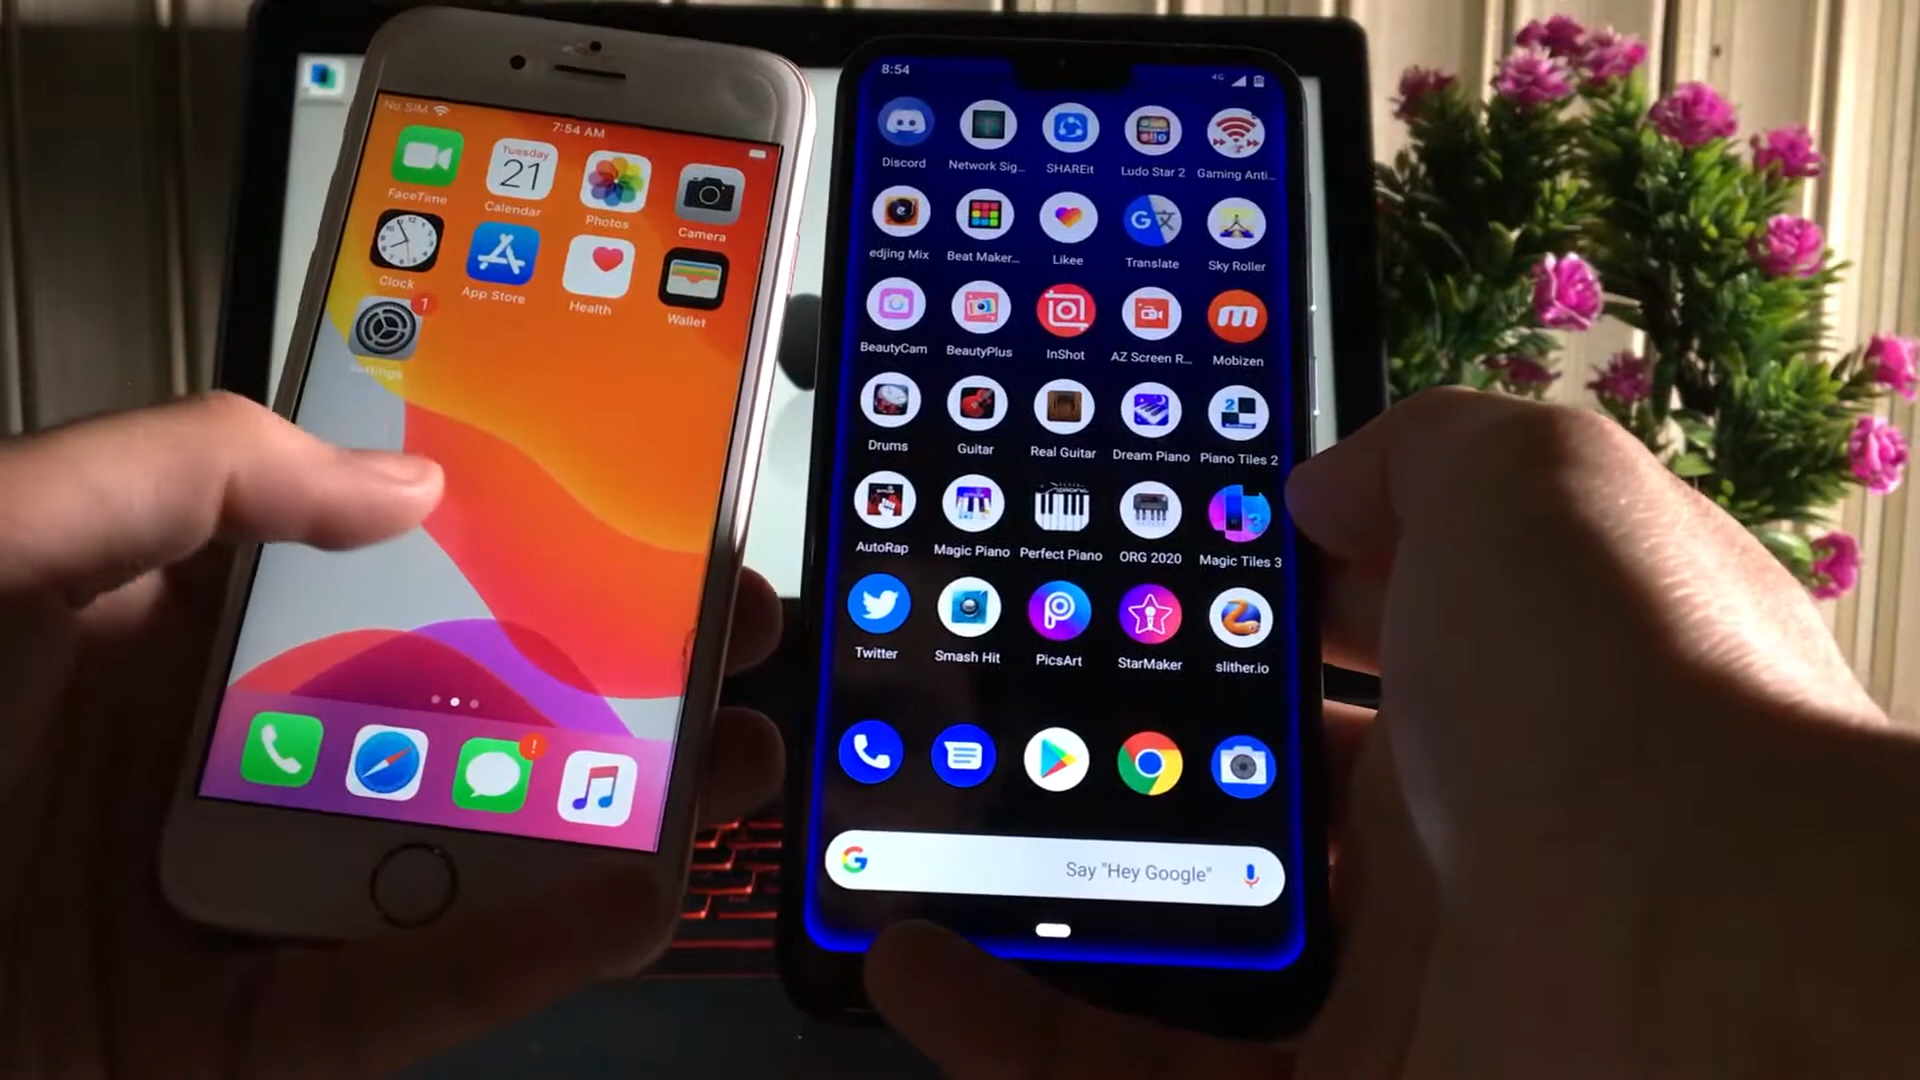 No SIM
7:54 AM
Tuesday
21
FaceTime
Calendar
Photos
Camera
Clock
App Store
Health
Wallet
1
Settings
!
8:54
4G
Discord
Network Sig...
SHAREit
Ludo Star 2
Gaming Anti...
edjing Mix
Beat Maker...
Likee
Translate
Sky Roller
BeautyCam
BeautyPlus
InShot
AZ Screen R...
Mobizen
Drums
Guitar
Real Guitar
Dream Piano
Piano Tiles 2
AutoRap
Magic Piano
Perfect Piano
ORG 2020
Magic Tiles 3
Twitter
Smash Hit
PicsArt
StarMaker
slither.io
Say "Hey Google"